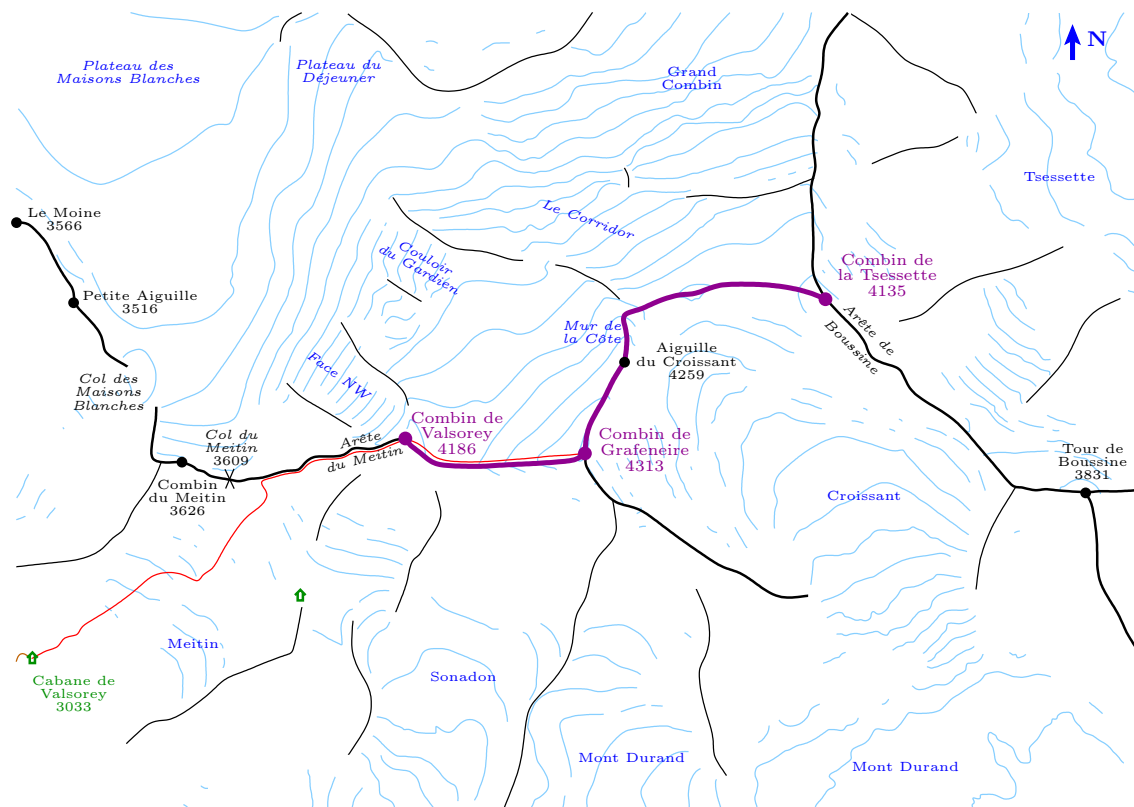 N
Plateau des
Maisons Blanches
Plateau du
Déjeuner
Grand
Combin
Tsessette
Le Moine
3566
Le Corridor
Couloir
du Gardien
Combin de
la Tsessette
4135
Petite Aiguille
3516
Arête de
Boussine
Mur de
la Côte
Aiguille
du Croissant
4259
Face NW
Col des
Maisons
Blanches
Combin de
Valsorey
4186
Arête
du Meitin
Col du
Meitin
3609
Combin de
Grafeneire
4313
Tour de
Boussine
3831
Combin
du Meitin
3626
Croissant
Meitin
Cabane de
Valsorey
3033
Sonadon
Mont Durand
Mont Durand